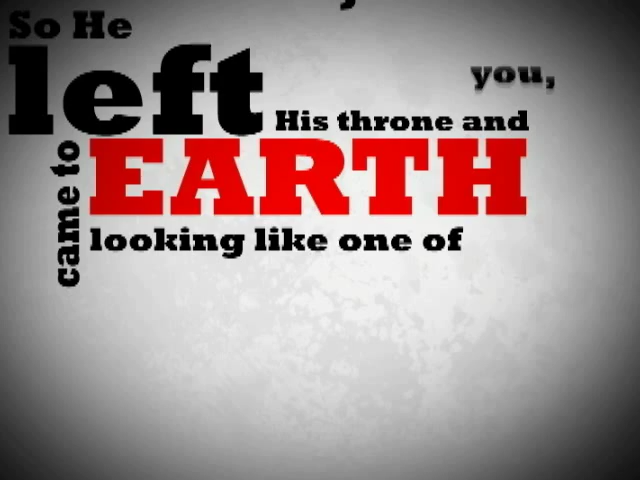 So He
left
His throne and
came to
EARTH
looking like one of
you,